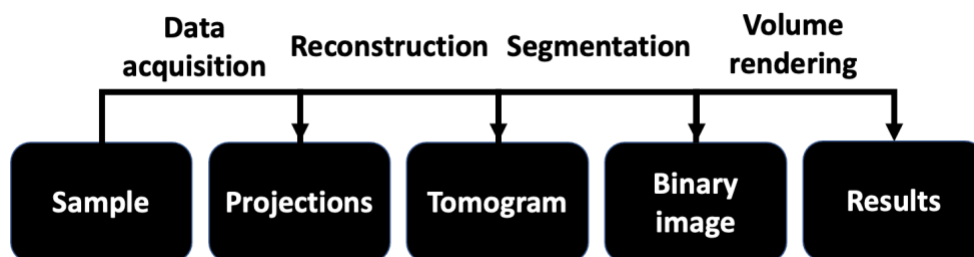 Data
acquisition
Reconstruction
Segmentation
Volume
rendering
Sample
Projections
Tomogram
Binary
image
Results